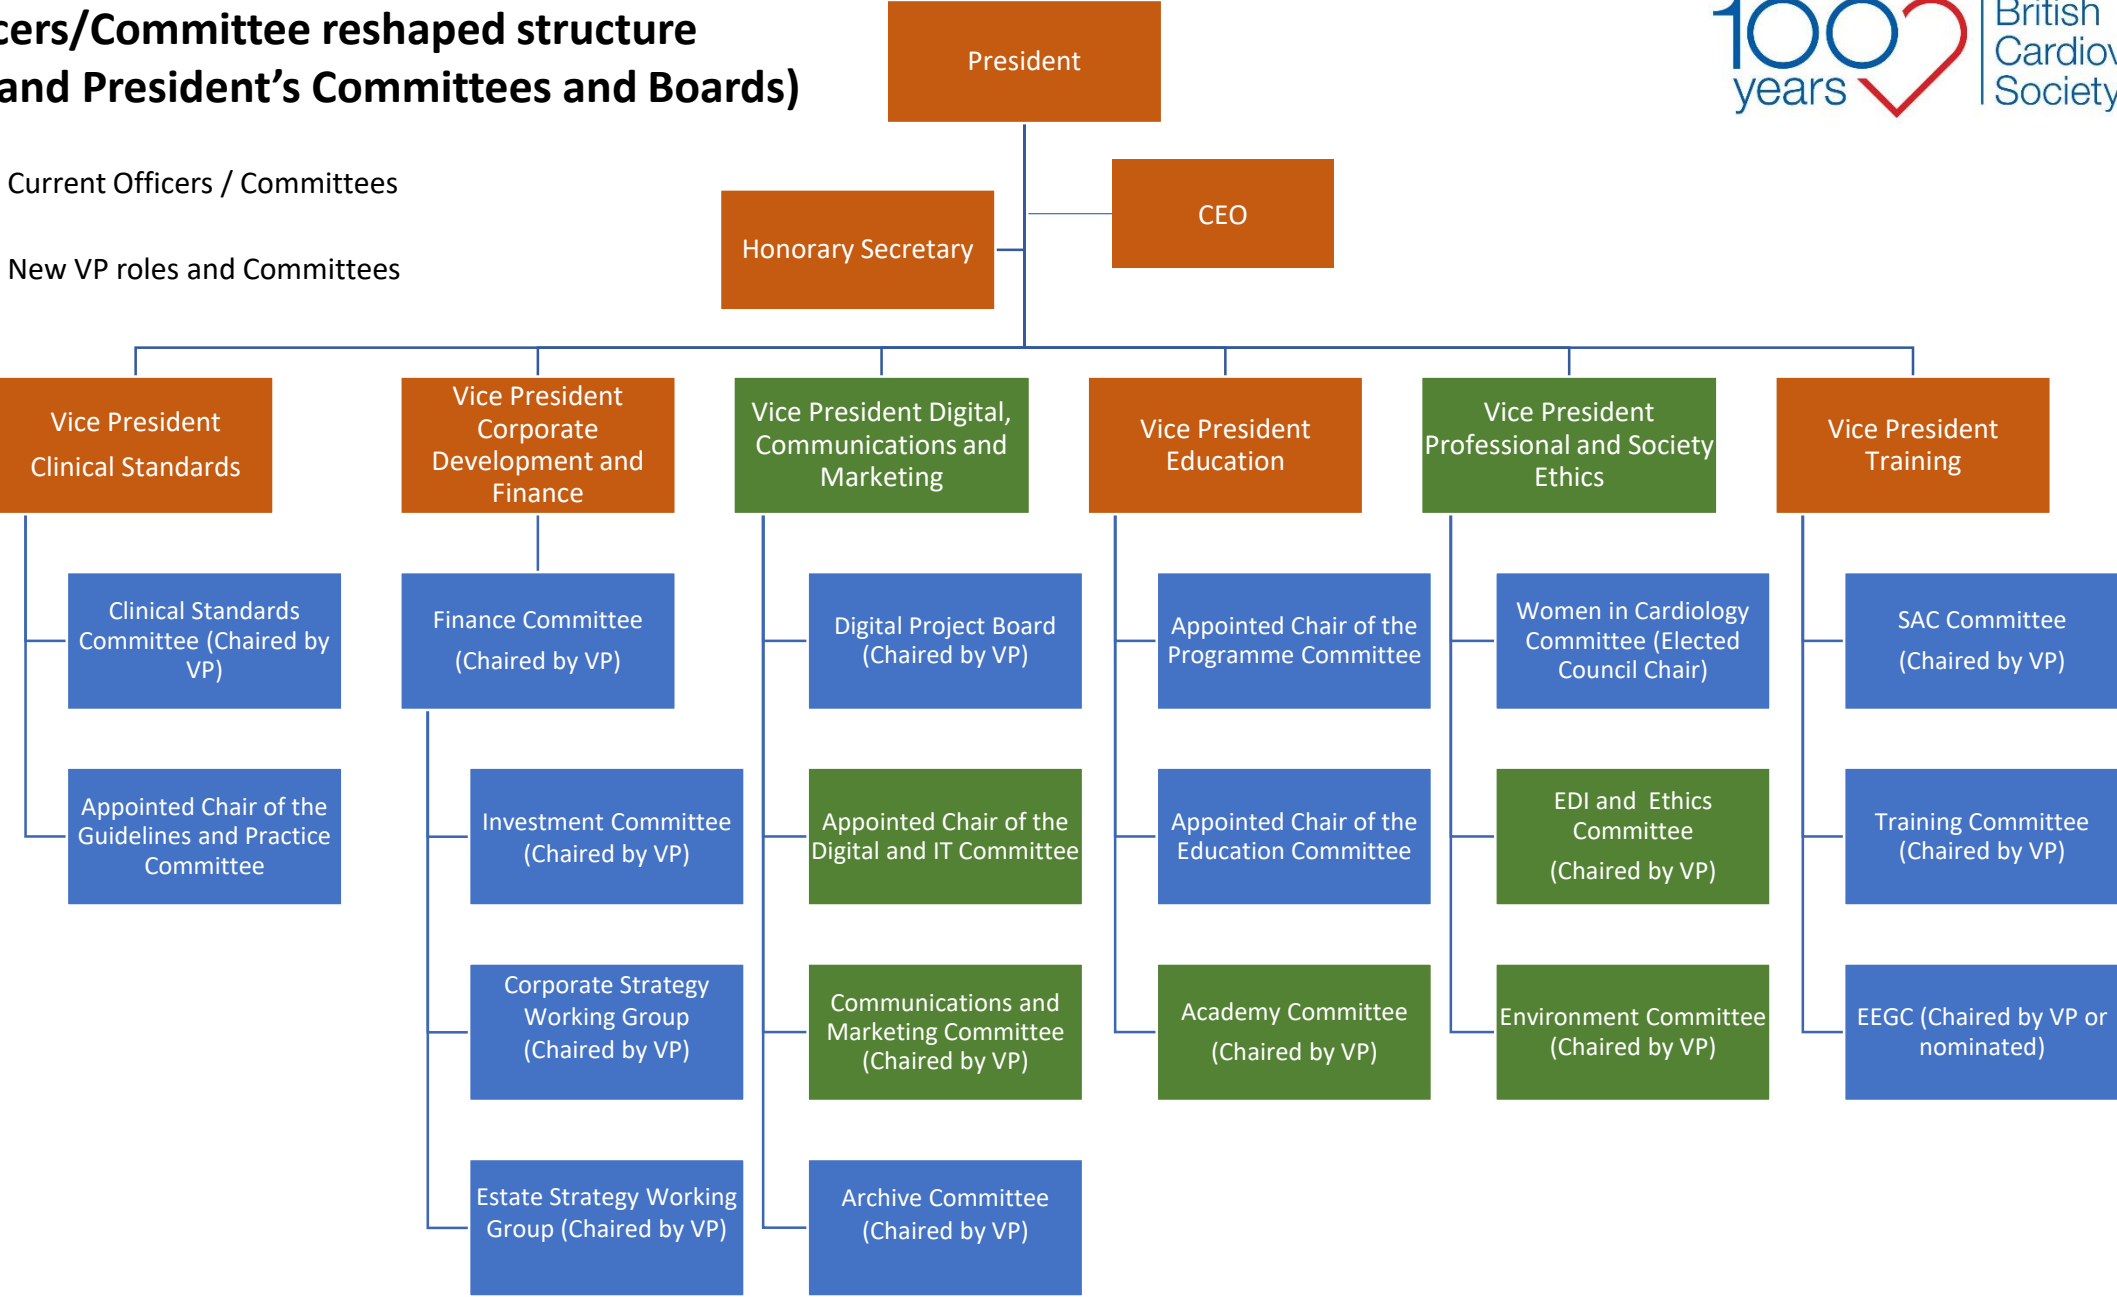 cers/Committee reshaped structure
and President's Committees and Boards)
100
years
British
Cardiov
Society
President
Current Officers / Committees
CEO
Honorary Secretary
New VP roles and Committees
Vice President
Clinical Standards
Vice President
Corporate
Development and
Finance
Vice President Digital,
Communications and
Marketing
Vice President
Education
Vice President
Professional and Society
Ethics
Vice President
Training
Clinical Standards
Committee (Chaired by
VP)
Finance Committee
(Chaired by VP)
Digital Project Board
(Chaired by VP)
Appointed Chair of the
Programme Committee
Women in Cardiology
Committee (Elected
Council Chair)
SAC Committee
(Chaired by VP)
Appointed Chair of the
Guidelines and Practice
Committee
Investment Committee
(Chaired by VP)
Appointed Chair of the
Digital and IT Committee
Appointed Chair of the
Education Committee
EDI and Ethics
Committee
(Chaired by VP)
Training Committee
(Chaired by VP)
Corporate Strategy
Working Group
(Chaired by VP)
Communications and
Marketing Committee
(Chaired by VP)
Academy Committee
(Chaired by VP)
Environment Committee
(Chaired by VP)
EEGC (Chaired by VP or
nominated)
Estate Strategy Working
Group (Chaired by VP)
Archive Committee
(Chaired by VP)